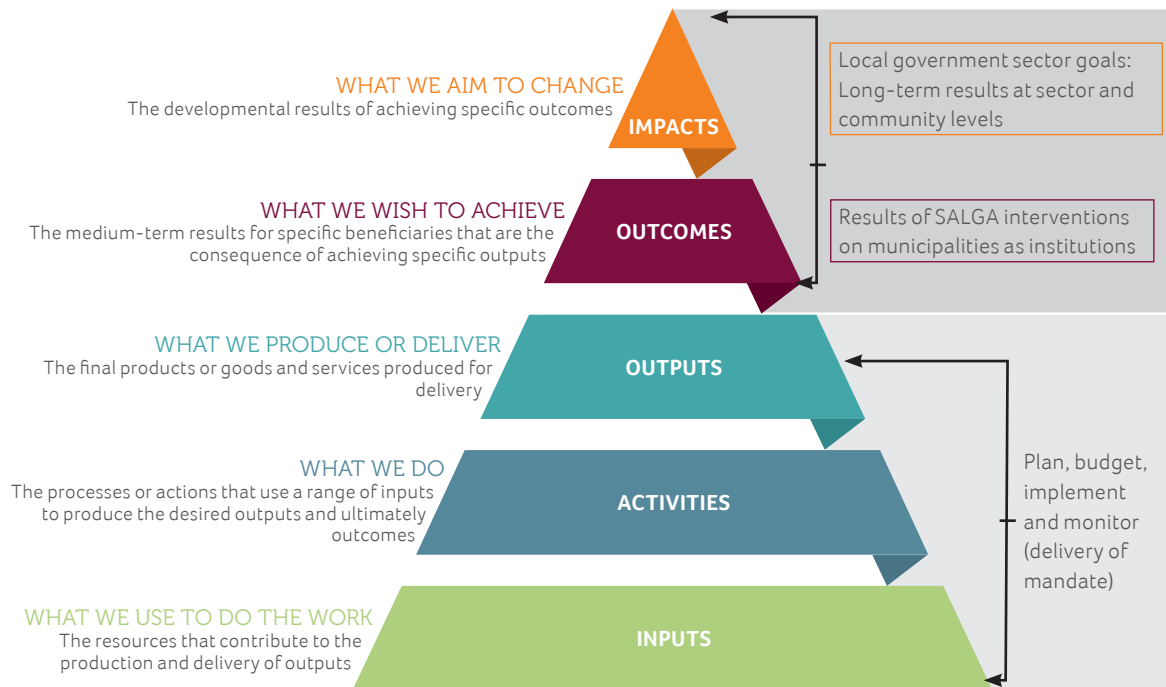 WHAT WE AIM TO CHANGE
The developmental results of achieving specific outcomes
IMPACTS
Local government sector goals:
Long-term results at sector and
community levels
WHAT WE WISH TO ACHIEVE
The medium-term results for specific beneficiaries that are the
consequence of achieving specific outputs
OUTCOMES
Results of SALGA interventions
on municipalities as institutions
WHAT WE PRODUCE OR DELIVER
The final products or goods and services produced for
delivery
OUTPUTS
WHAT WE DO
The processes or actions that use a range of inputs
to produce the desired outputs and ultimately
outcomes
ACTIVITIES
Plan, budget,
implement
and monitor
(delivery of
mandate)
WHAT WE USE TO DO THE WORK
The resources that contribute to the
production and delivery of outputs
INPUTS